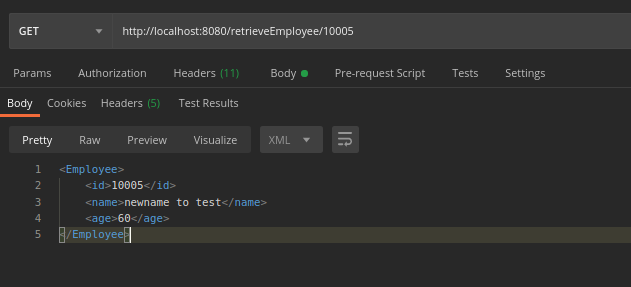 GET http://localhost:8080/retrieveEmployee/10005
Params Authorization Headers (11) Body Pre-request Script Tests Settings
Body Cookies Headers (5) Test Results
Pretty Raw Preview Visualize XML
1 <Employee>
2 <id>10005</id>
3 <name>newname to test</name>
4 <age>60</age>
5 </Employee>